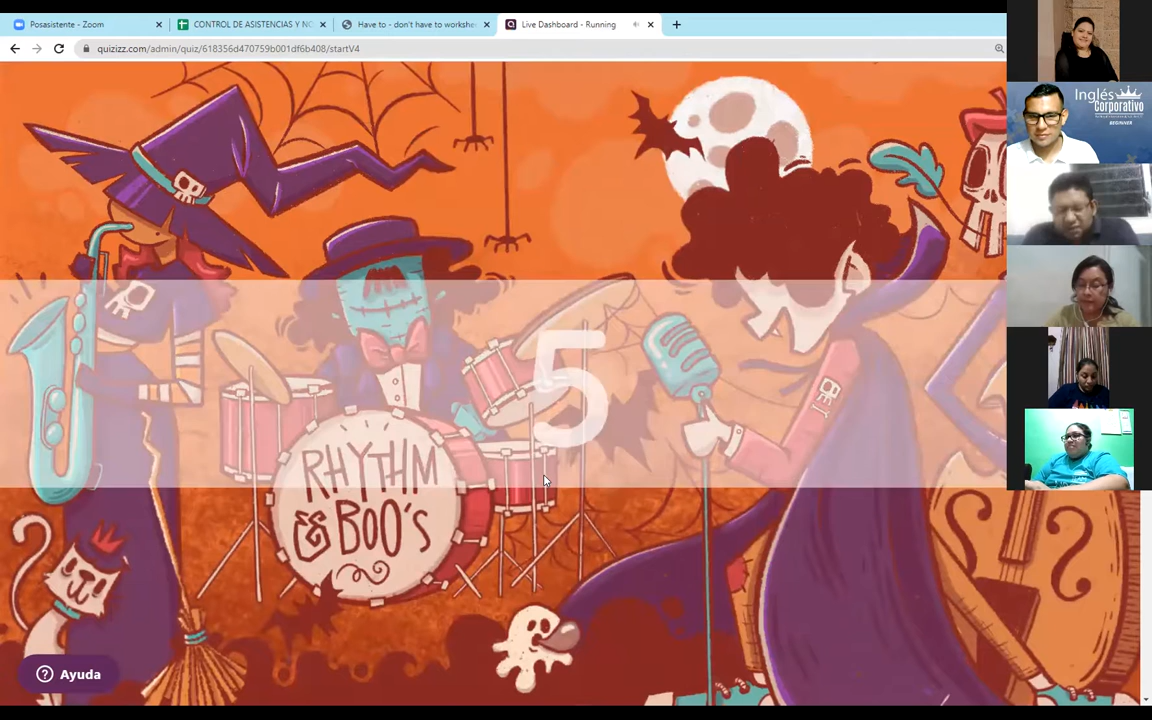 Posasistente - Zoom
CONTROL DE ASISTENCIAS Y NO
Have to - don't have to workshe
Live Dashboard - Running
quizizz.com/admin/quiz/618356d470759b001df6b408/startV4
Inglés
Corporativo
BEGINNER
5
RHYTHM
& BOO'S
Ayuda